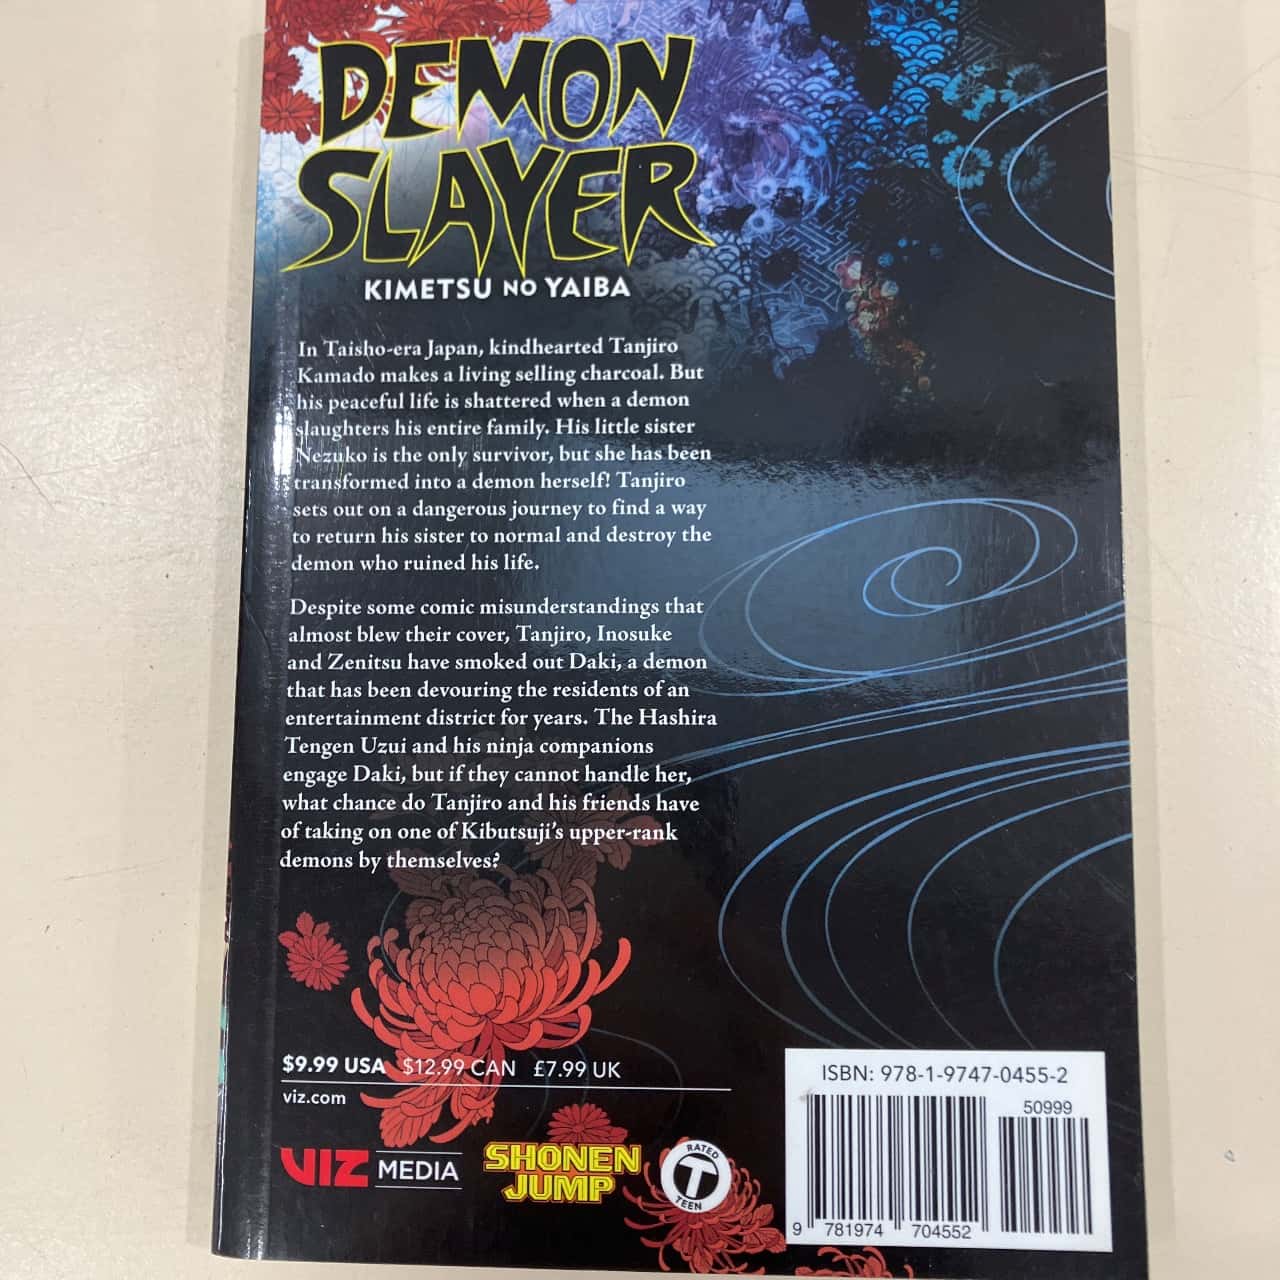 DEMON
SLAYER
KIMETSU NO YAIBA
In Taisho-era Japan, kindhearted Tanjiro
Kamado makes a living selling charcoal. But
his peaceful life is shattered when a demon
slaughters his entire family. His little sister
Nezuko is the only survivor, but she has been
transformed into a demon herself! Tanjiro
sets out on a dangerous journey to find a way
to return his sister to normal and destroy the
demon who ruined his life.
Despite some comic misunderstandings that
almost blew their cover, Tanjiro, Inosuke
and Zenitsu have smoked out Daki, a demon
that has been devouring the residents of an
entertainment district for years. The Hashira
Tengen Uzui and his ninja companions
engage Daki, but if they cannot handle her,
what chance do Tanjiro and his friends have
of taking on one of Kibutsuji's upper-rank
demons by themselves?
$9.99 USA $12.99 CAN £7.99 UK
viz.com
VIZ MEDIA
SHONEN
JUMP
RATED
T
TEEN
ISBN: 978-1-9747-0455-2
50999
9 781974 704552